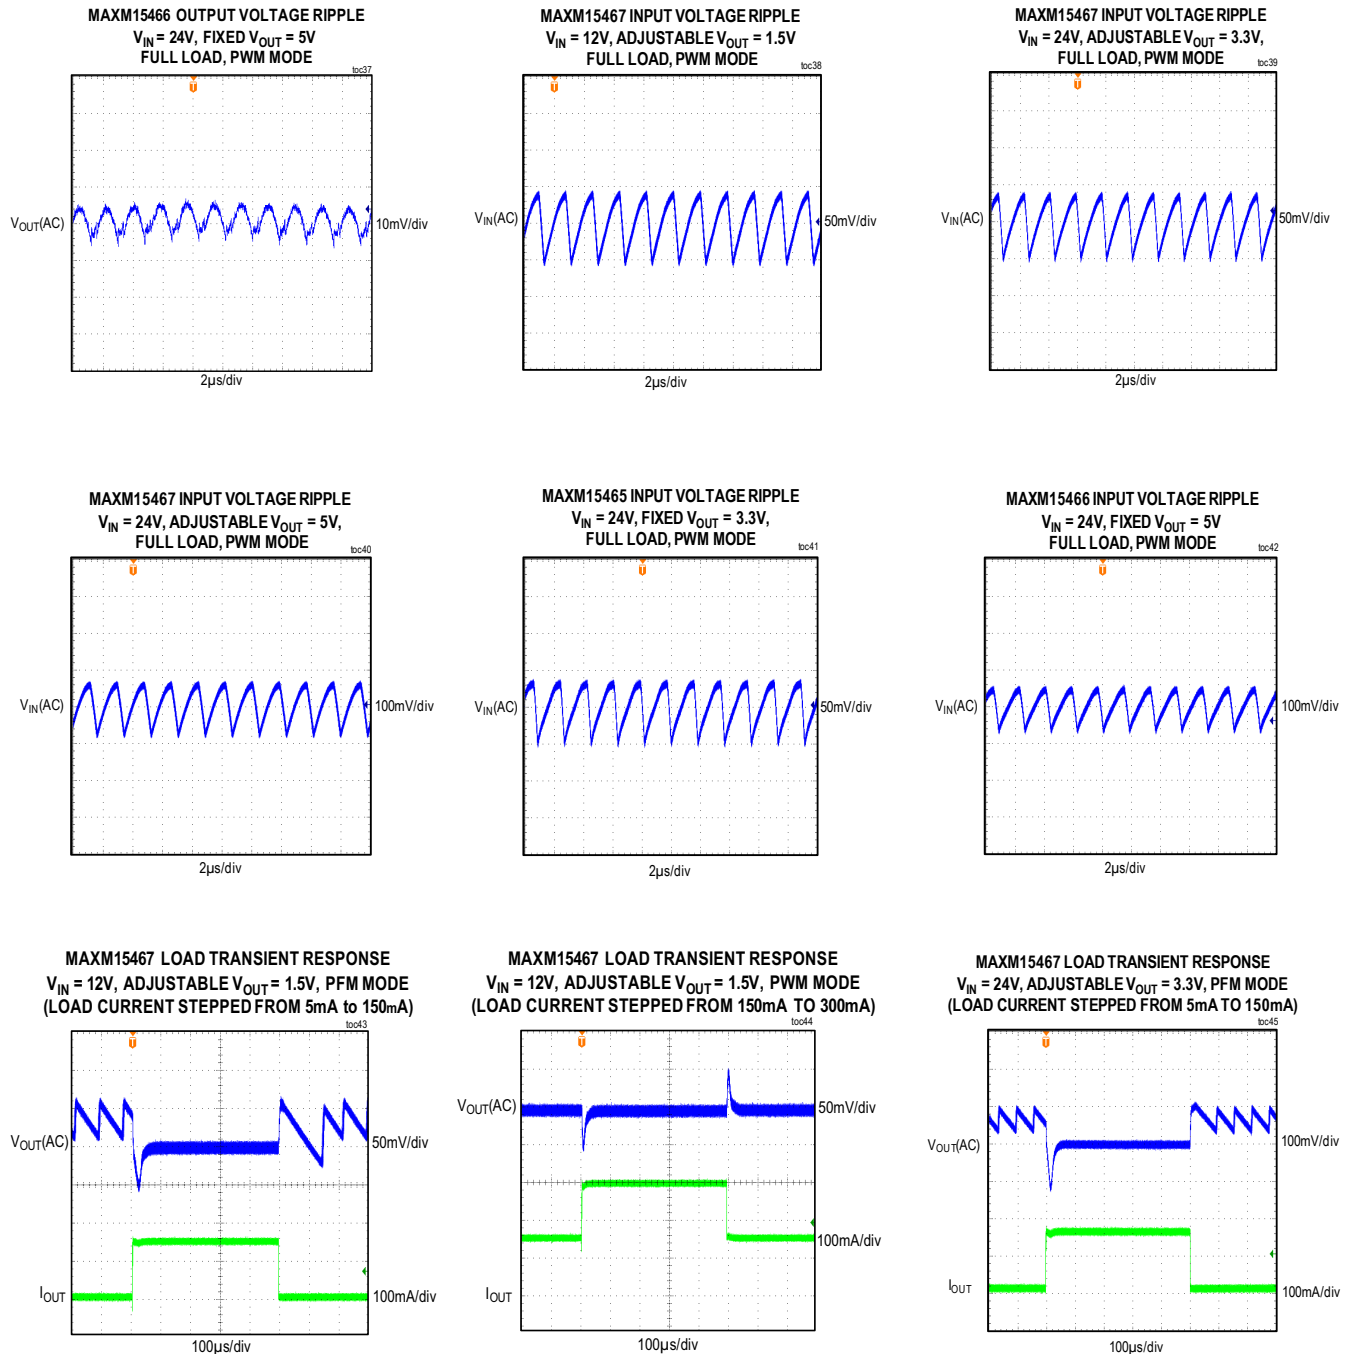 MAXM15466 OUTPUT VOLTAGE RIPPLE
VIN = 24V, FIXED VOUT = 5V
FULL LOAD, PWM MODE
toc37
T
VOUT(AC)
10mV/div
2µs/div
MAXM15467 INPUT VOLTAGE RIPPLE
VIN = 12V, ADJUSTABLE VOUT = 1.5V
FULL LOAD, PWM MODE
toc38
T
VIN(AC)
50mV/div
2µs/div
MAXM15467 INPUT VOLTAGE RIPPLE
VIN = 24V, ADJUSTABLE VOUT = 3.3V,
FULL LOAD, PWM MODE
toc39
T
VIN(AC)
50mV/div
2µs/div
MAXM15467 INPUT VOLTAGE RIPPLE
VIN = 24V, ADJUSTABLE VOUT = 5V,
FULL LOAD, PWM MODE
toc40
T
VIN(AC)
100mV/div
2µs/div
MAXM15465 INPUT VOLTAGE RIPPLE
VIN = 24V, FIXED VOUT = 3.3V,
FULL LOAD, PWM MODE
toc41
T
VIN(AC)
50mV/div
2µs/div
MAXM15466 INPUT VOLTAGE RIPPLE
VIN = 24V, FIXED VOUT = 5V
FULL LOAD, PWM MODE
toc42
T
VIN(AC)
100mV/div
2µs/div
MAXM15467 LOAD TRANSIENT RESPONSE
VIN = 12V, ADJUSTABLE VOUT = 1.5V, PFM MODE
(LOAD CURRENT STEPPED FROM 5mA to 150mA)
toc43
T
VOUT(AC)
50mV/div
IOUT
100mA/div
100µs/div
MAXM15467 LOAD TRANSIENT RESPONSE
VIN = 12V, ADJUSTABLE VOUT = 1.5V, PWM MODE
(LOAD CURRENT STEPPED FROM 150mA TO 300mA)
toc44
T
VOUT(AC)
50mV/div
100mA/div
IOUT
100µs/div
MAXM15467 LOAD TRANSIENT RESPONSE
VIN = 24V, ADJUSTABLE VOUT = 3.3V, PFM MODE
(LOAD CURRENT STEPPED FROM 5mA TO 150mA)
toc45
T
VOUT(AC)
100mV/div
IOUT
100mA/div
100µs/div